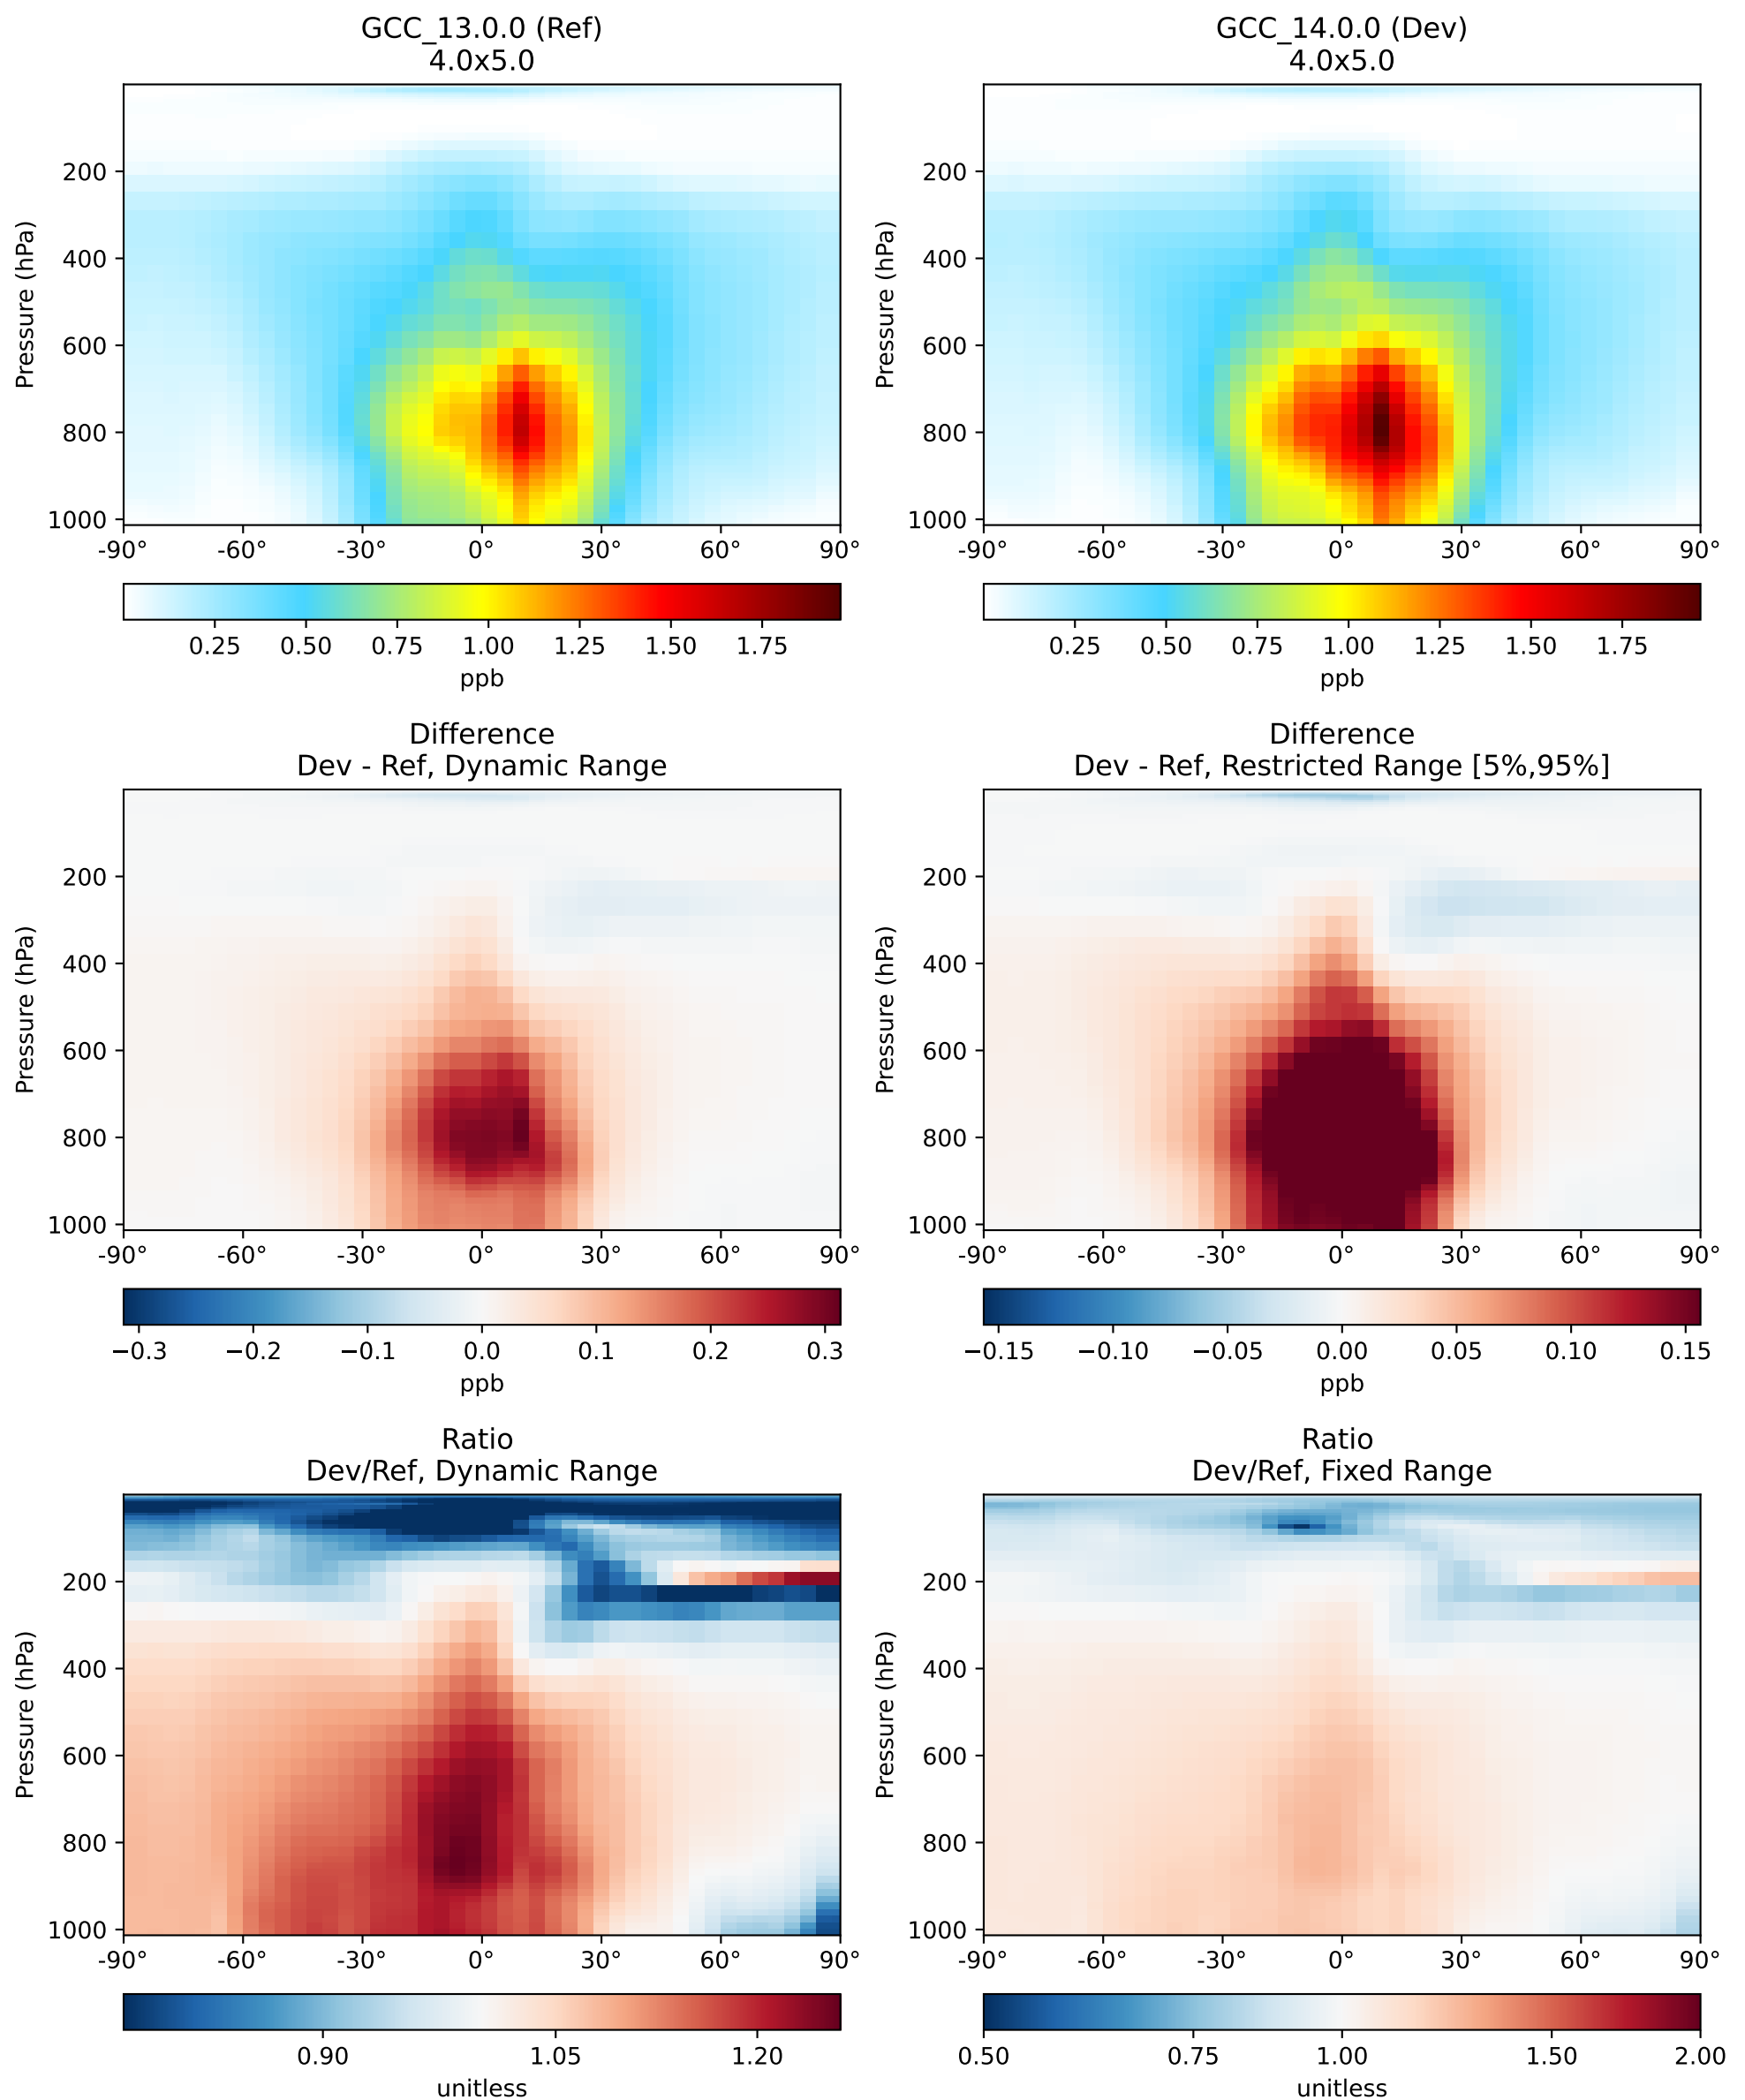 GCC_13.0.0 (Ref)
4.0x5.0
Pressure (hPa)
200
400
600
800
1000
-90° -60° -30° 0° 30° 60° 90°
0.25 0.50 0.75 1.00 1.25 1.50 1.75
ppb
GCC_14.0.0 (Dev)
4.0x5.0
Pressure (hPa)
200
400
600
800
1000
-90° -60° -30° 0° 30° 60° 90°
0.25 0.50 0.75 1.00 1.25 1.50 1.75
ppb
Difference
Dev - Ref, Dynamic Range
Pressure (hPa)
200
400
600
800
1000
-90° -60° -30° 0° 30° 60° 90°
−0.3 −0.2 −0.1 0.0 0.1 0.2 0.3
ppb
Difference
Dev - Ref, Restricted Range [5%,95%]
Pressure (hPa)
200
400
600
800
1000
-90° -60° -30° 0° 30° 60° 90°
−0.15 −0.10 −0.05 0.00 0.05 0.10 0.15
ppb
Ratio
Dev/Ref, Dynamic Range
Pressure (hPa)
200
400
600
800
1000
-90° -60° -30° 0° 30° 60° 90°
0.90 1.05 1.20
unitless
Ratio
Dev/Ref, Fixed Range
Pressure (hPa)
200
400
600
800
1000
-90° -60° -30° 0° 30° 60° 90°
0.50 0.75 1.00 1.50 2.00
unitless